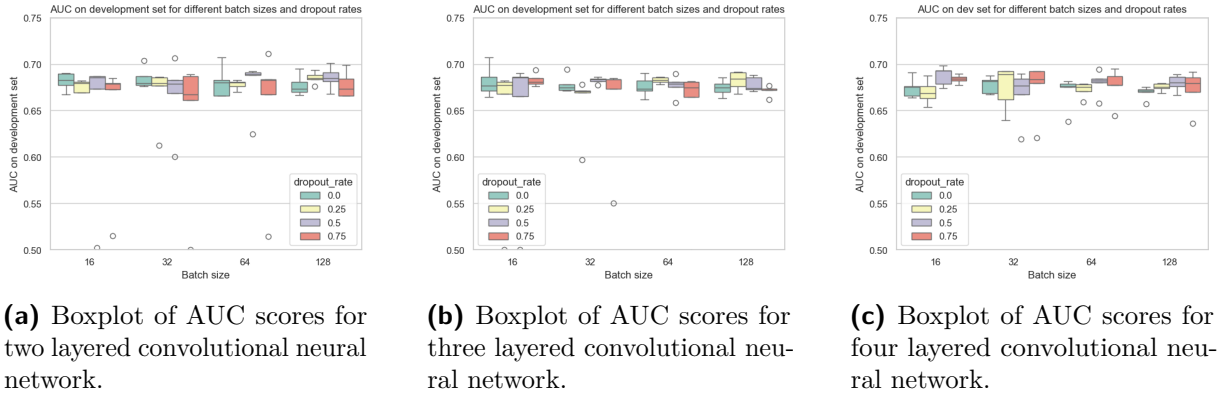 AUC on development set for different batch sizes and dropout rates
0.75
0.70
0.65
0.60
0.55
0.50
AUC on development set
dropout_rate
0.0
0.25
0.5
0.75
16 32 64 128
Batch size
AUC on development set for different batch sizes and dropout rates
0.75
0.70
0.65
0.60
0.55
0.50
AUC on development set
dropout_rate
0.0
0.25
0.5
0.75
16 32 64 128
Batch size
AUC on dev set for different batch sizes and dropout rates
0.75
0.70
0.65
0.60
0.55
0.50
AUC on development set
dropout_rate
0.0
0.25
0.5
0.75
16 32 64 128
Batch size
(a) Boxplot of AUC scores for
two layered convolutional neural
network.
(b) Boxplot of AUC scores for
three layered convolutional neu-
ral network.
(c) Boxplot of AUC scores for
four layered convolutional neu-
ral network.